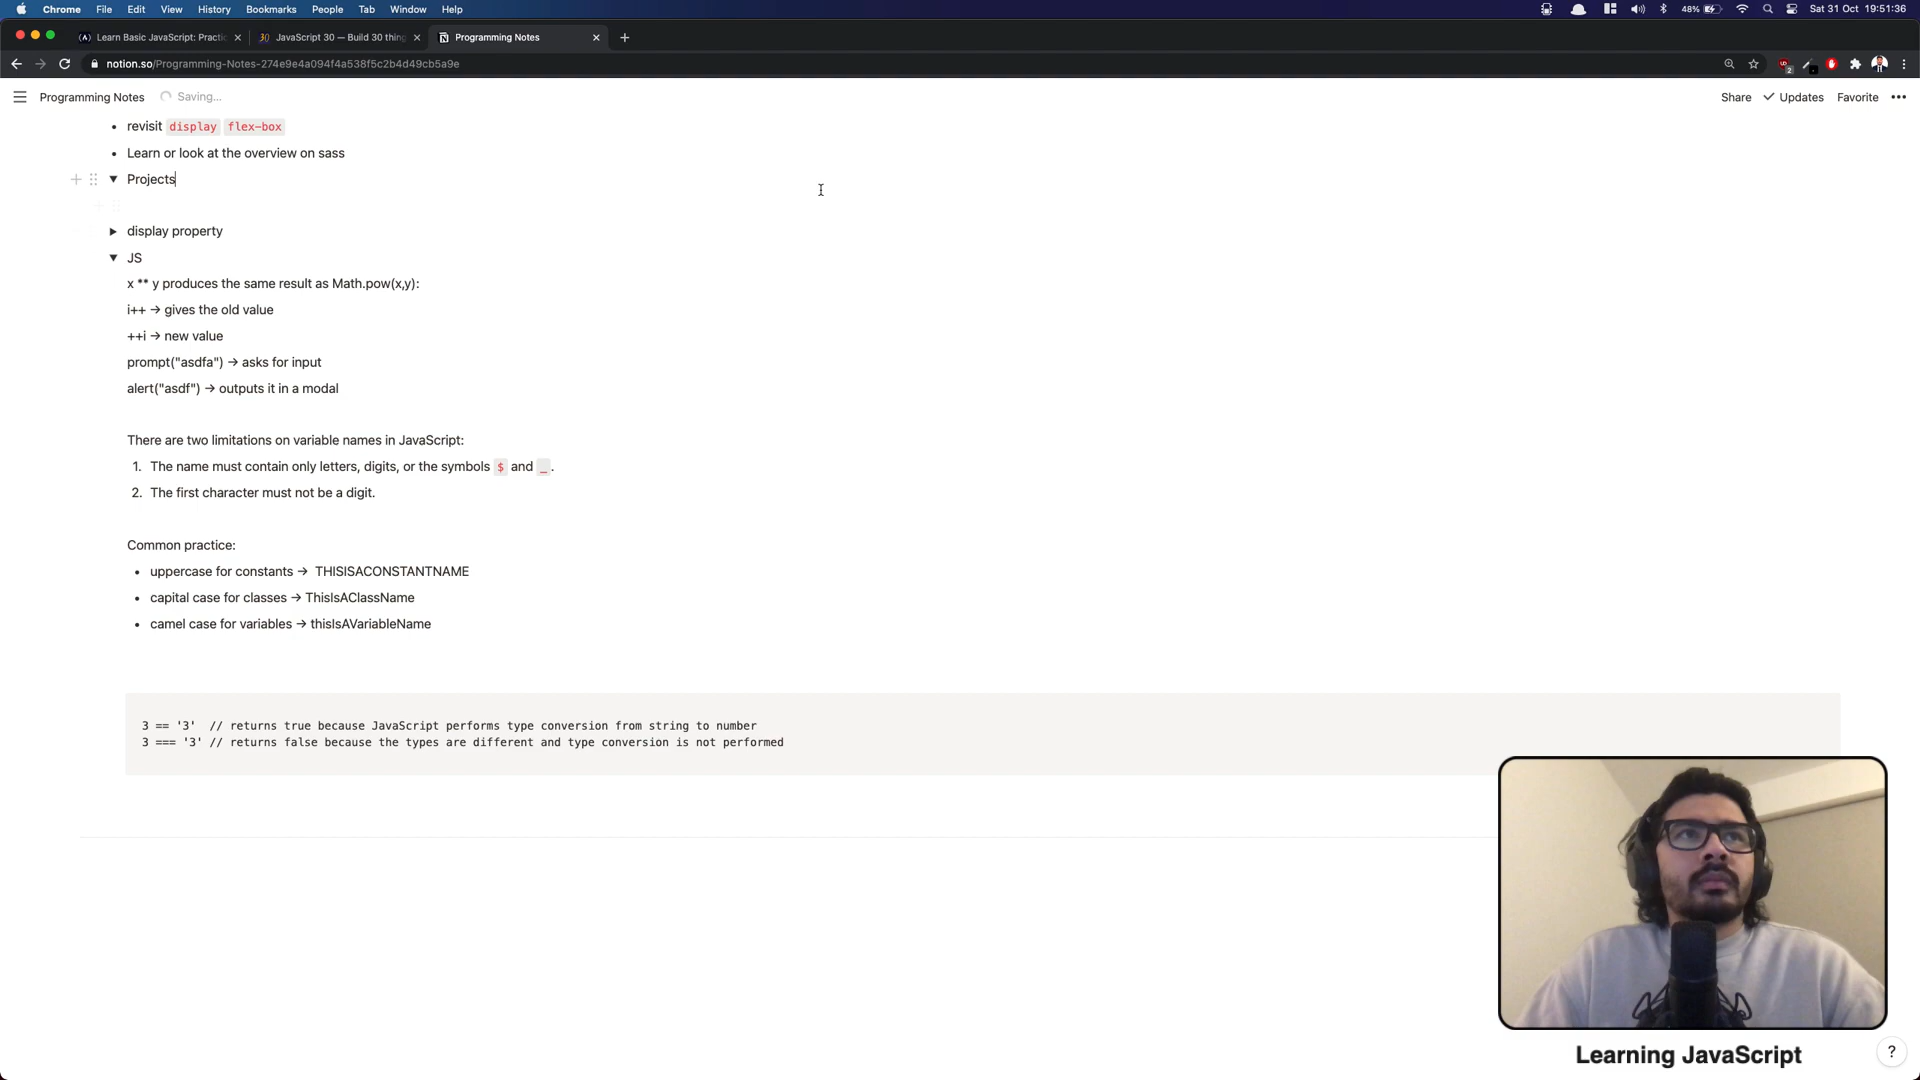 Chrome File Edit View History Bookmarks People Tab Window Help 48% Sat 31 Oct 19:51:36
Learn Basic JavaScript: Practic JavaScript 30 — Build 30 thing Programming Notes
notion.so/Programming-Notes-274e9e4a094f4a538f5c2b4d49cb5a9e
Programming Notes Saving... Share Updates Favorite
revisit display flex-box
Learn or look at the overview on sass
Projects
display property
JS
x ** y produces the same result as Math.pow(x,y):
i++ → gives the old value
++i → new value
prompt("asdfa") → asks for input
alert("asdf") → outputs it in a modal
There are two limitations on variable names in JavaScript:
1. The name must contain only letters, digits, or the symbols $ and _.
2. The first character must not be a digit.
Common practice:
uppercase for constants → THISISACONSTANTNAME
capital case for classes → ThisIsAClassName
camel case for variables → thisIsAVariableName
3 == '3'  // returns true because JavaScript performs type conversion from string to number
3 === '3' // returns false because the types are different and type conversion is not performed
Learning JavaScript
?